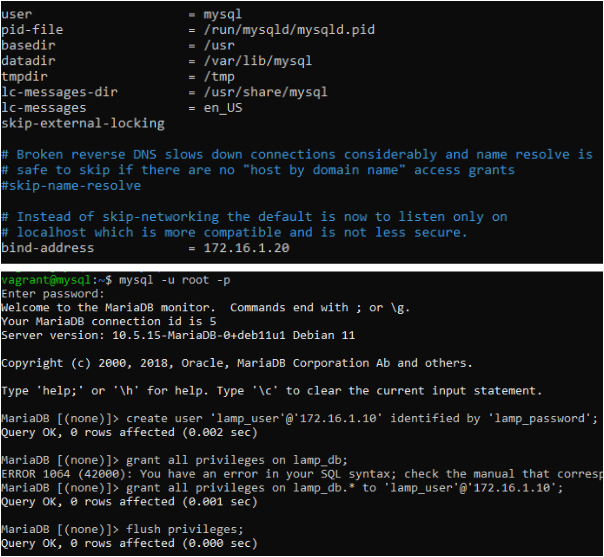 user = mysql
pid-file = /run/mysqld/mysqld.pid
basedir = /usr
datadir = /var/lib/mysql
tmpdir = /tmp
lc-messages-dir = /usr/share/mysql
lc-messages = en_US
skip-external-locking
# Broken reverse DNS slows down connections considerably and name resolve is
# safe to skip if there are no "host by domain name" access grants
#skip-name-resolve
# Instead of skip-networking the default is now to listen only on
# localhost which is more compatible and is not less secure.
bind-address = 172.16.1.20
vagrant@mysql:~$ mysql -u root -p
Enter password:
Welcome to the MariaDB monitor.  Commands end with ; or \g.
Your MariaDB connection id is 5
Server version: 10.5.15-MariaDB-0+deb11u1 Debian 11
Copyright (c) 2000, 2018, Oracle, MariaDB Corporation Ab and others.
Type 'help;' or '\h' for help. Type '\c' to clear the current input statement.
MariaDB [(none)]> create user 'lamp_user'@'172.16.1.10' identified by 'lamp_password';
Query OK, 0 rows affected (0.002 sec)
MariaDB [(none)]> grant all privileges on lamp_db;
ERROR 1064 (42000): You have an error in your SQL syntax; check the manual that corresp
MariaDB [(none)]> grant all privileges on lamp_db.* to 'lamp_user'@'172.16.1.10';
Query OK, 0 rows affected (0.001 sec)
MariaDB [(none)]> flush privileges;
Query OK, 0 rows affected (0.000 sec)